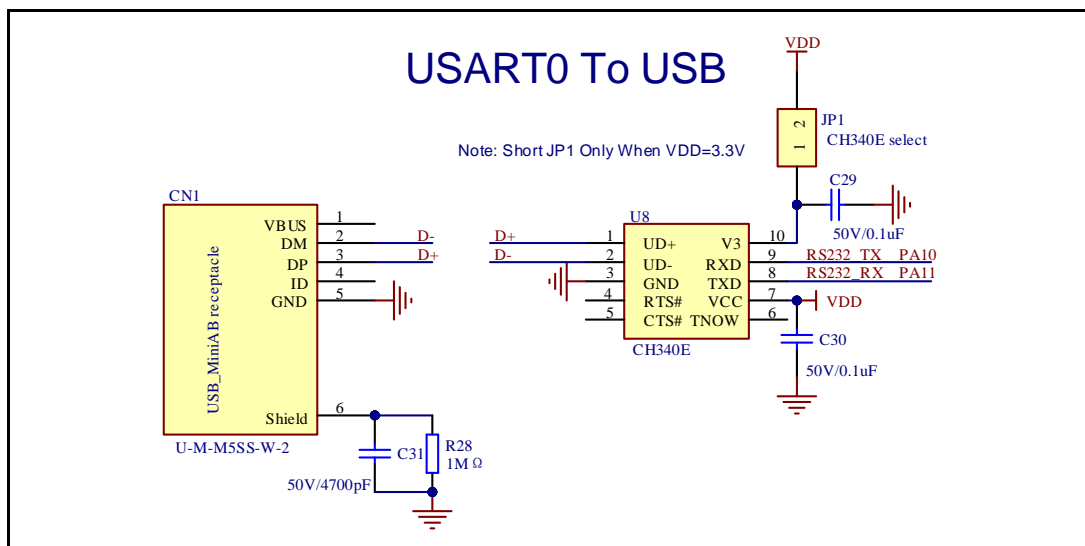 USART0 To USB
VDD
JP1
1 2
CH340E select
Note: Short JP1 Only When VDD=3.3V
C29
50V/0.1uF
CN1
VBUS 1
DM 2 D-
DP 3 D+
ID 4
GND 5
USB_MiniAB receptacle
Shield 6
U-M-M5SS-W-2
U8
D+ 1 UD+ V3 10
D- 2 UD- RXD 9 RS232_TX PA10
3 GND TXD 8 RS232_RX PA11
4 RTS# VCC 7 VDD
5 CTS# TNOW 6
CH340E
C30
50V/0.1uF
C31
50V/4700pF
R28
1M Ω